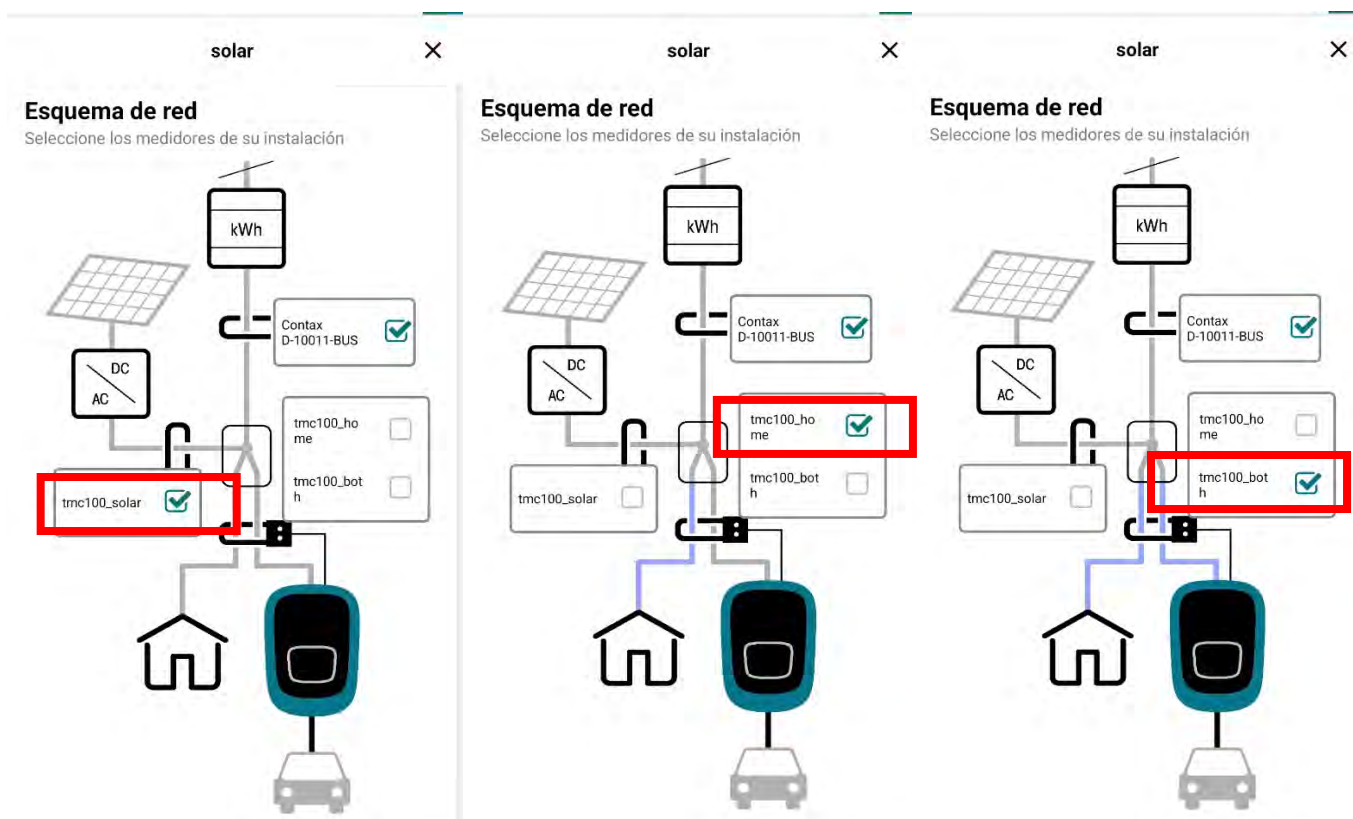 solar
Esquema de red
Seleccione los medidores de su instalación
kWh
Contax
D-10011-BUS
DC
AC
tmc100_ho
me
tmc100_bot
h
tmc100_solar
solar
Esquema de red
Seleccione los medidores de su instalación
kWh
Contax
D-10011-BUS
DC
AC
tmc100_ho
me
tmc100_bot
h
tmc100_solar
solar
Esquema de red
Seleccione los medidores de su instalación
kWh
Contax
D-10011-BUS
DC
AC
tmc100_ho
me
tmc100_bot
h
tmc100_solar